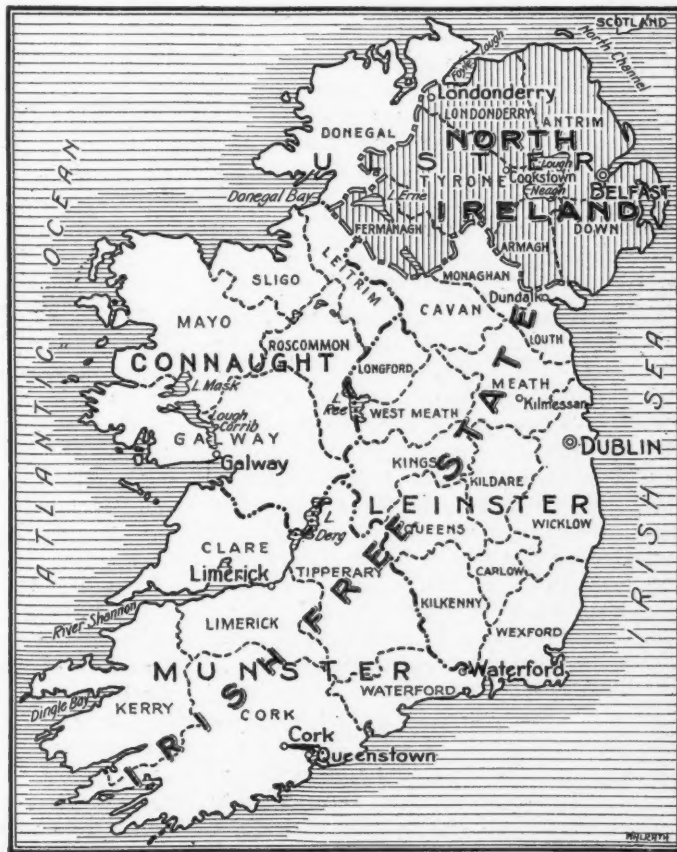 SCOTLAND
North Channel
Lough
Foyle
Londonderry
LONDONDERRY
ANTRIM
DONEGAL
NORTH
ULSTER
Lough
Cookstown
TYRONE
Neagh
BELFAST
Donegal Bay
L. Erne
IRELAND
DOWN
FERMANAGH
ARMAGH
MONAGHAN
LEITRIM
SLIGO
Dundalk
CAVAN
MAYO
LOUTH
ROSCOMMON
CONNAUGHT
LONGFORD
MEATH
L. Mask
Kilmessan
L.
Ree
WEST MEATH
Lough
Corrib
GALWAY
DUBLIN
Galway
KINGS
KILDARE
LEINSTER
L.
Derg
QUEENS
WICKLOW
CLARE
Limerick
TIPPERARY
CARLOW
KILKENNY
River Shannon
LIMERICK
WEXFORD
MUNSTER
Waterford
WATERFORD
Dingle Bay
KERRY
CORK
Cork
Queenstown
IRISH FREE STATE
ATLANTIC OCEAN
IRISH SEA
WALRATH